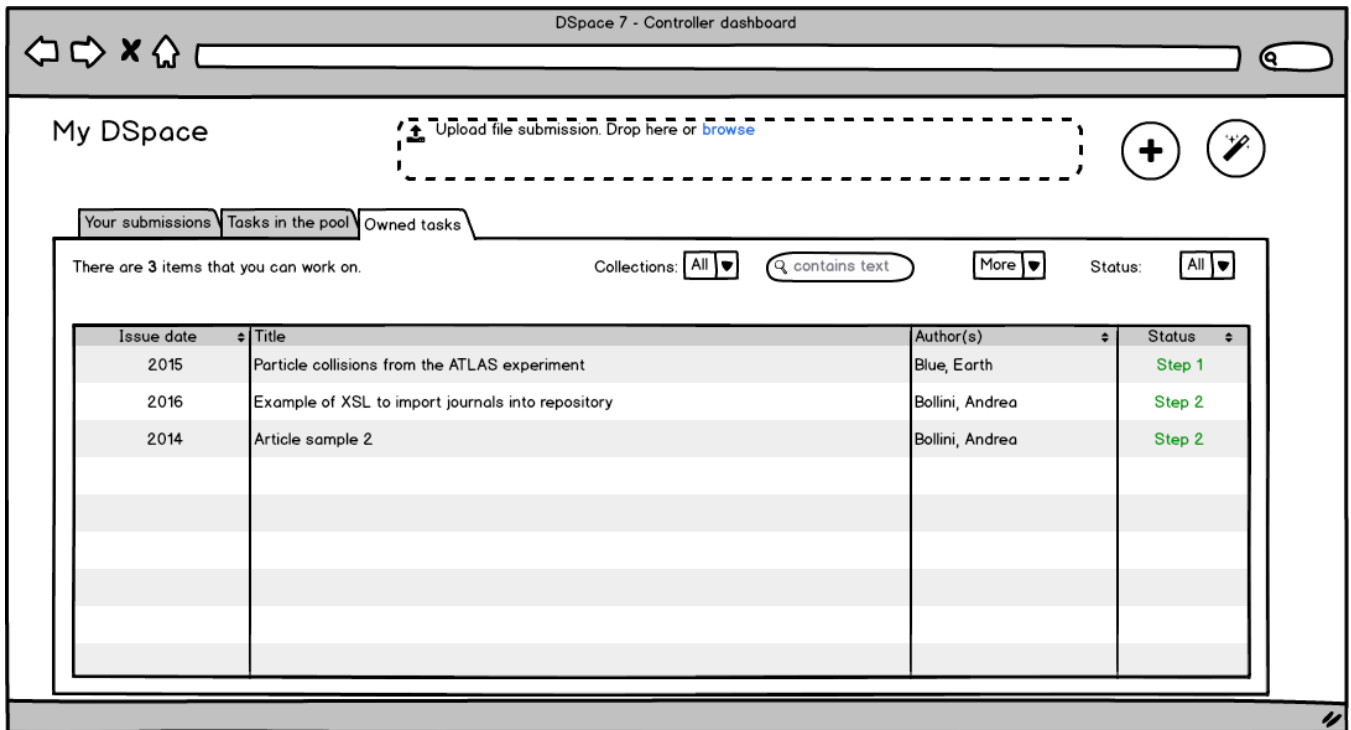 DSpace 7 - Controller dashboard
My DSpace
Upload file submission. Drop here or browse
Your submissions Tasks in the pool Owned tasks
There are 3 items that you can work on. Collections: All contains text More Status: All
Issue date Title Author(s) Status
2015 Particle collisions from the ATLAS experiment Blue, Earth Step 1
2016 Example of XSL to import journals into repository Bollini, Andrea Step 2
2014 Article sample 2 Bollini, Andrea Step 2